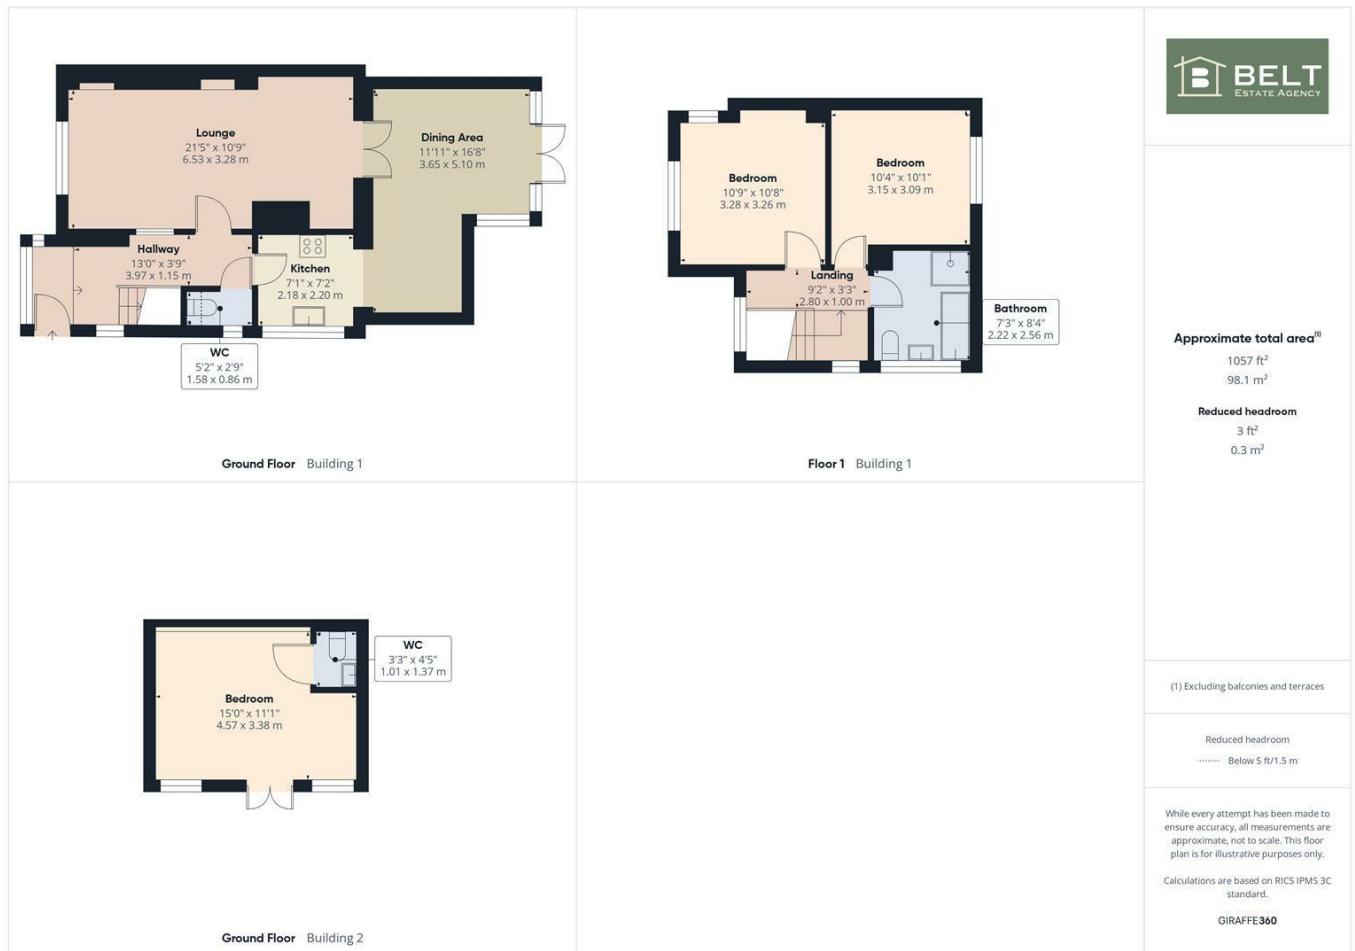 Lounge
21'5" x 10'9"
6.53 x 3.28 m
Dining Area
11'11" x 16'8"
3.65 x 5.10 m
Hallway
13'0" x 3'9"
3.97 x 1.15 m
Kitchen
7'1" x 7'2"
2.18 x 2.20 m
WC
5'2" x 2'9"
1.58 x 0.86 m
Ground Floor Building 1
Bedroom
10'9" x 10'8"
3.28 x 3.26 m
Bedroom
10'4" x 10'1"
3.15 x 3.09 m
Landing
9'2" x 3'3"
2.80 x 1.00 m
Bathroom
7'3" x 8'4"
2.22 x 2.56 m
Floor 1 Building 1
WC
3'3" x 4'5"
1.01 x 1.37 m
Bedroom
15'0" x 11'1"
4.57 x 3.38 m
Ground Floor Building 2
B BELT
ESTATE AGENCY
Approximate total area(1)
1057 ft²
98.1 m²
Reduced headroom
3 ft²
0.3 m²
(1) Excluding balconies and terraces
Reduced headroom
Below 5 ft/1.5 m
While every attempt has been made to
ensure accuracy, all measurements are
approximate, not to scale. This floor
plan is for illustrative purposes only.
Calculations are based on RICS IPMS 3C
standard.
GIRAFFE360